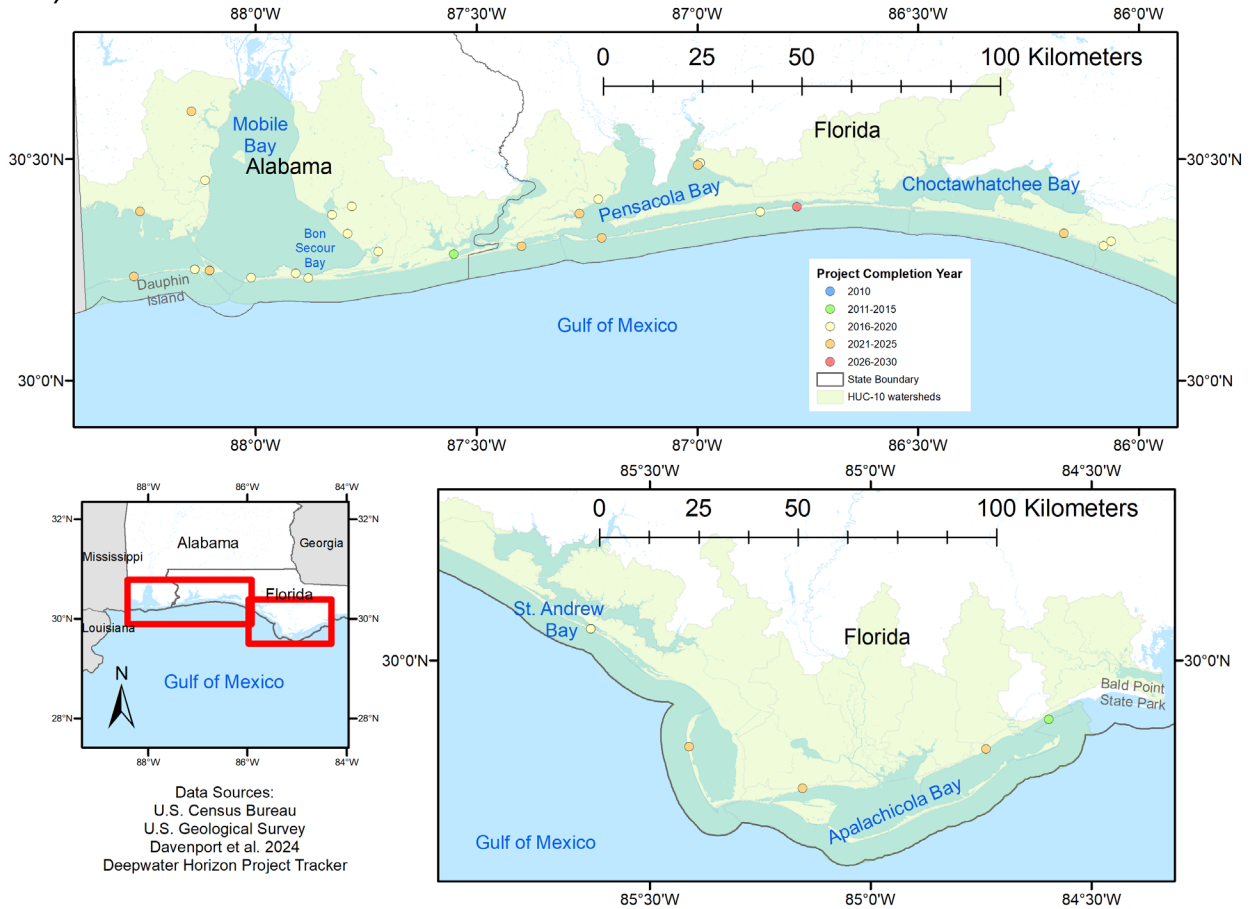 )
88°0'W
87°30'W
87°0'W
86°30'W
86°0'W
0 25 50 100 Kilometers
Mobile
Bay
Alabama
Florida
30°30'N
30°30'N
Choctawhatchee Bay
Pensacola Bay
Bon
Secour
Bay
Dauphin
Island
Gulf of Mexico
Project Completion Year
2010
2011-2015
2016-2020
2021-2025
2026-2030
State Boundary
HUC-10 watersheds
30°0'N
30°0'N
88°0'W
87°30'W
87°0'W
86°30'W
86°0'W
88°W
86°W
84°W
32°N
32°N
Mississippi
Alabama
Georgia
Florida
30°N
30°N
Louisiana
Gulf of Mexico
N
28°N
28°N
88°W
86°W
84°W
Data Sources:
U.S. Census Bureau
U.S. Geological Survey
Davenport et al. 2024
Deepwater Horizon Project Tracker
85°30'W
85°0'W
84°30'W
0 25 50 100 Kilometers
St. Andrew
Bay
Florida
30°0'N
30°0'N
Bald Point
State Park
Apalachicola Bay
Gulf of Mexico
85°30'W
85°0'W
84°30'W